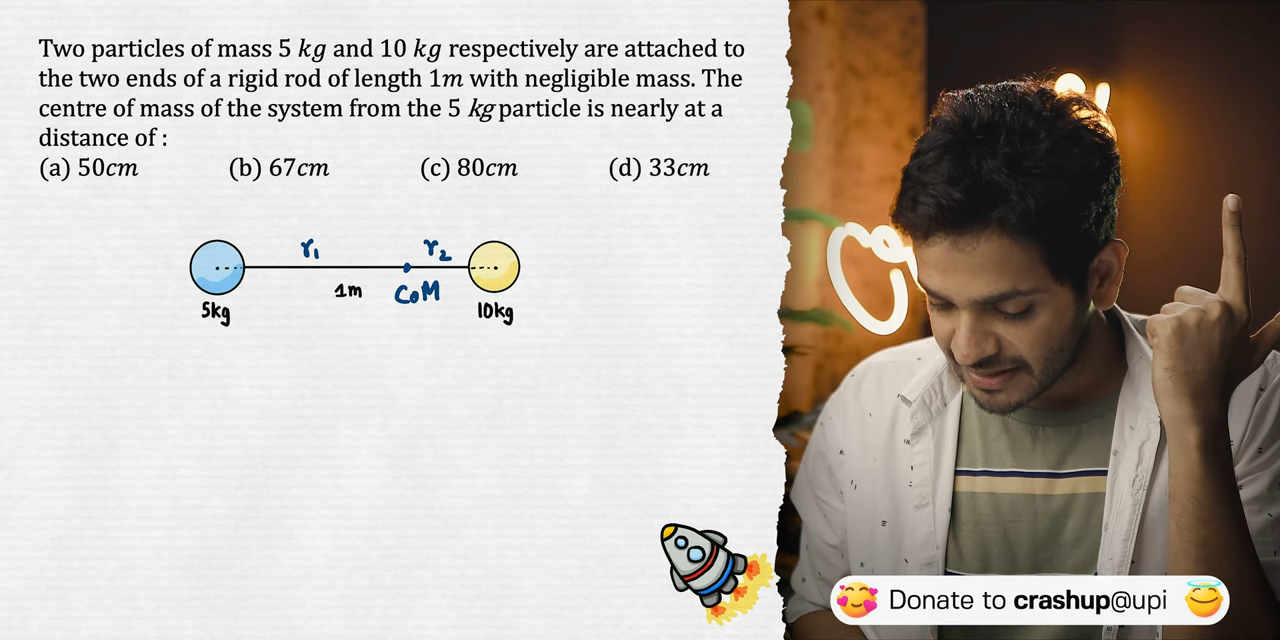 Two particles of mass 5 kg and 10 kg respectively are attached to
the two ends of a rigid rod of length 1m with negligible mass. The
centre of mass of the system from the 5 kg particle is nearly at a
distance of :
(a) 50cm (b) 67cm (c) 80cm (d) 33cm
r₁ r₂
1m COM
5kg 10kg
Donate to crashup@upi